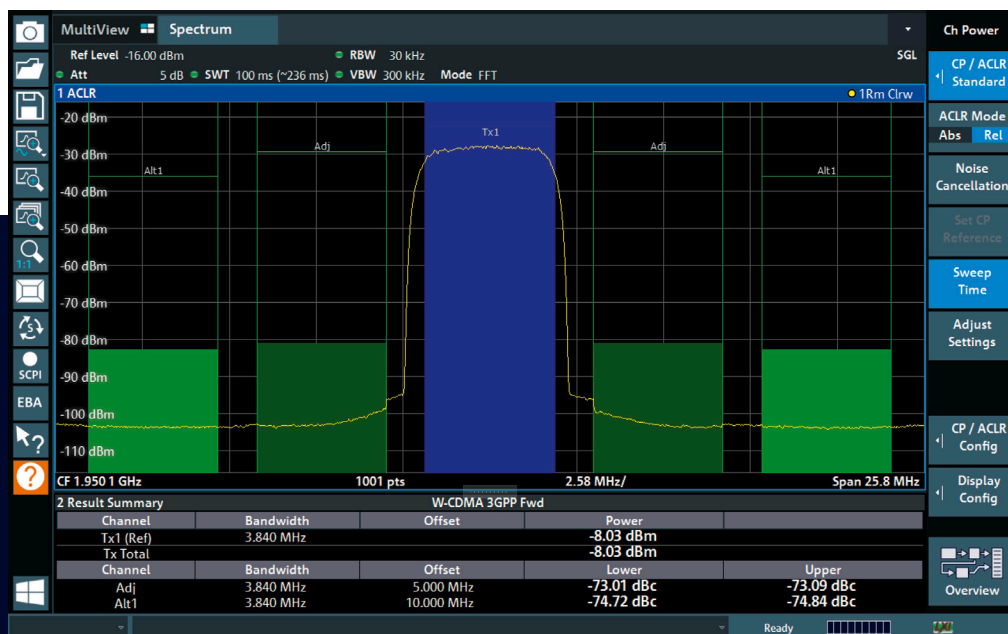 MultiView Spectrum Ch Power
Ref Level -16.00 dBm RBW 30 kHz SGL
Att 5 dB SWT 100 ms (~236 ms) VBW 300 kHz Mode FFT
CP / ACLR
Standard
1 ACLR 1Rm Clrw
ACLR Mode
Abs Rel
-20 dBm
Tx1
Adj Adj
-30 dBm
Alt1 Alt1
-40 dBm
-50 dBm
-60 dBm
-70 dBm
-80 dBm
-90 dBm
-100 dBm
-110 dBm
Noise
Cancellation
Set CP
Reference
Sweep
Time
Adjust
Settings
CP / ACLR
Config
Display
Config
Overview
1:1
SCPI
EBA
CF 1.950 1 GHz 1001 pts 2.58 MHz/ Span 25.8 MHz
2 Result Summary W-CDMA 3GPP Fwd
Channel Bandwidth Offset Power
Tx1 (Ref) 3.840 MHz -8.03 dBm
Tx Total -8.03 dBm
Channel Bandwidth Offset Lower Upper
Adj 3.840 MHz 5.000 MHz -73.01 dBc -73.09 dBc
Alt1 3.840 MHz 10.000 MHz -74.72 dBc -74.84 dBc
Ready